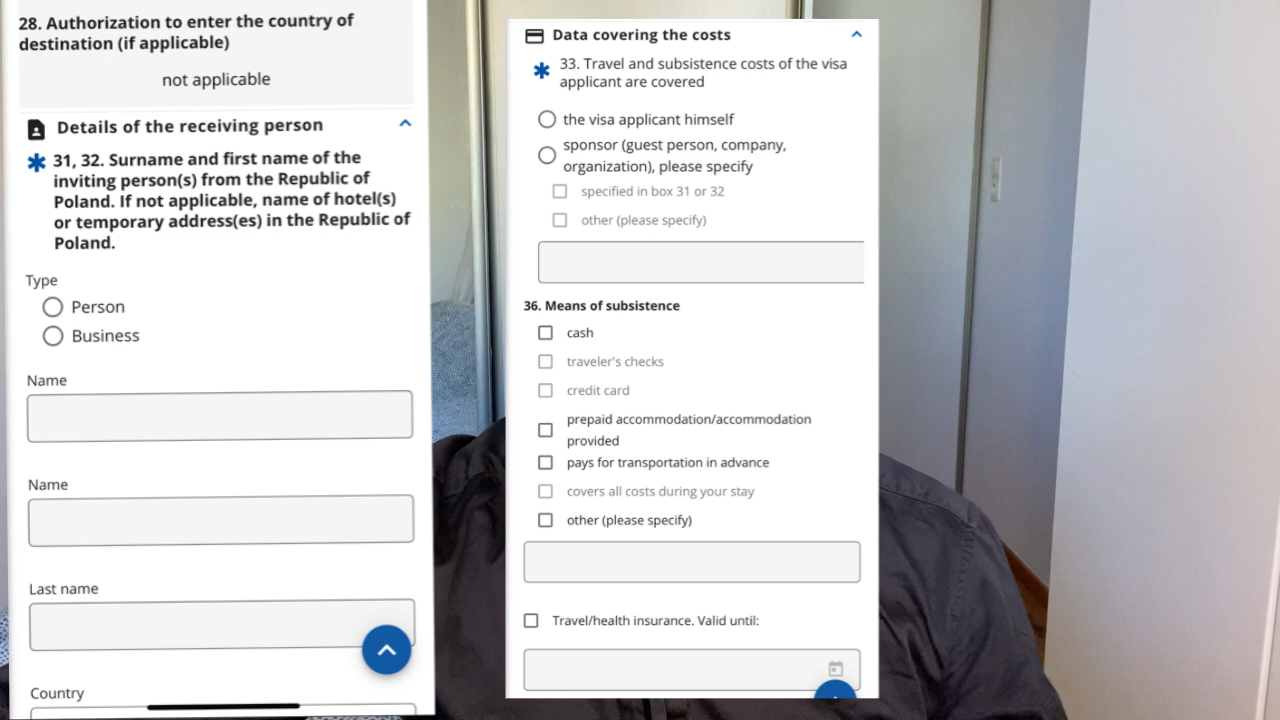 28. Authorization to enter the country of
destination (if applicable)
not applicable
Details of the receiving person
31, 32. Surname and first name of the
inviting person(s) from the Republic of
Poland. If not applicable, name of hotel(s)
or temporary address(es) in the Republic of
Poland.
Type
Person
Business
Name
Name
Last name
Country
Data covering the costs
33. Travel and subsistence costs of the visa
applicant are covered
the visa applicant himself
sponsor (guest person, company,
organization), please specify
specified in box 31 or 32
other (please specify)
36. Means of subsistence
cash
traveler's checks
credit card
prepaid accommodation/accommodation
provided
pays for transportation in advance
covers all costs during your stay
other (please specify)
Travel/health insurance. Valid until: